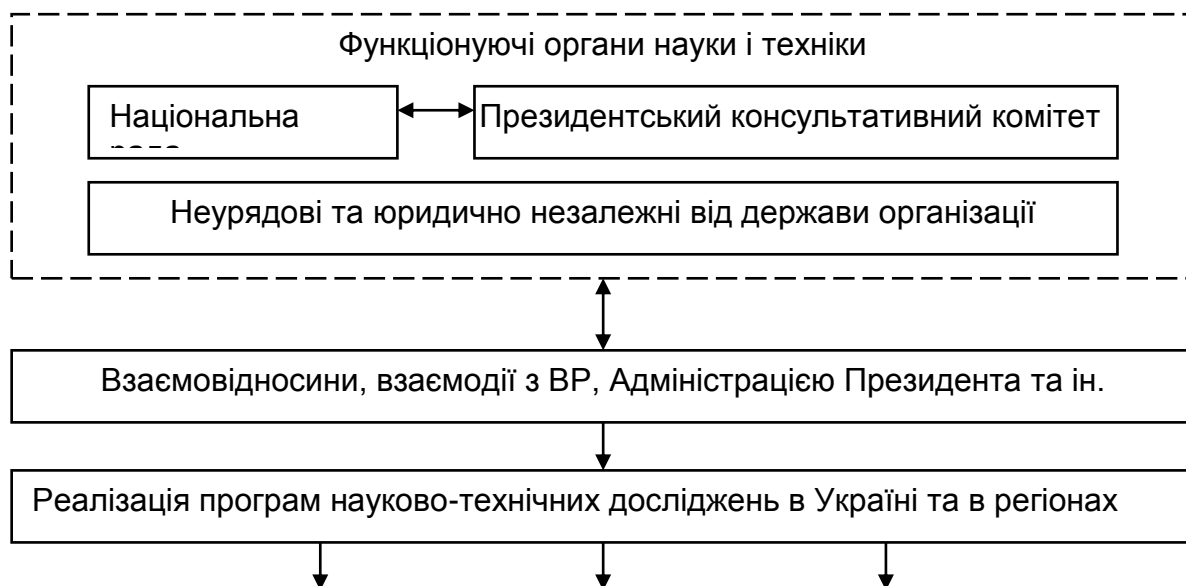 Функціонуючі органи науки і техніки
Національна
Президентський консультативний комітет
Неурядові та юридично незалежні від держави організації
Взаємовідносини, взаємодії з ВР, Адміністрацією Президента та ін.
Реалізація програм науково-технічних досліджень в Україні та в регіонах